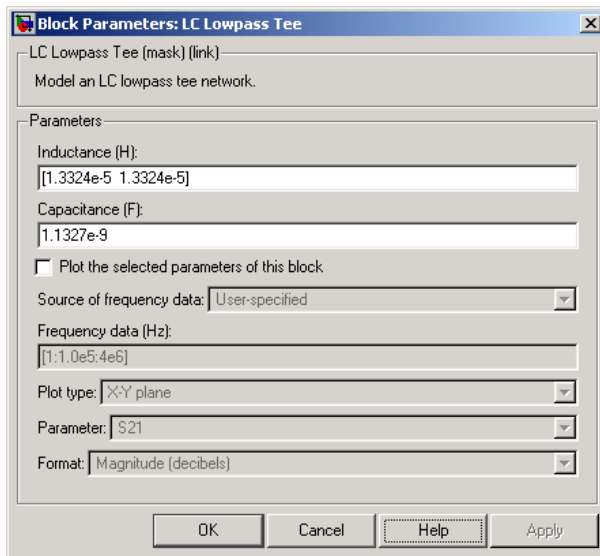 Block Parameters: LC Lowpass Tee
LC Lowpass Tee (mask) (link)
Model an LC lowpass tee network.
Parameters
Inductance (H):
[1.3324e-5 1.3324e-5]
Capacitance (F):
1.1327e-9
Plot the selected parameters of this block
Source of frequency data: User-specified
Frequency data (Hz):
[1:1.0e5:4e6]
Plot type: X-Y plane
Parameter: S21
Format: Magnitude (decibels)
OK Cancel Help Apply